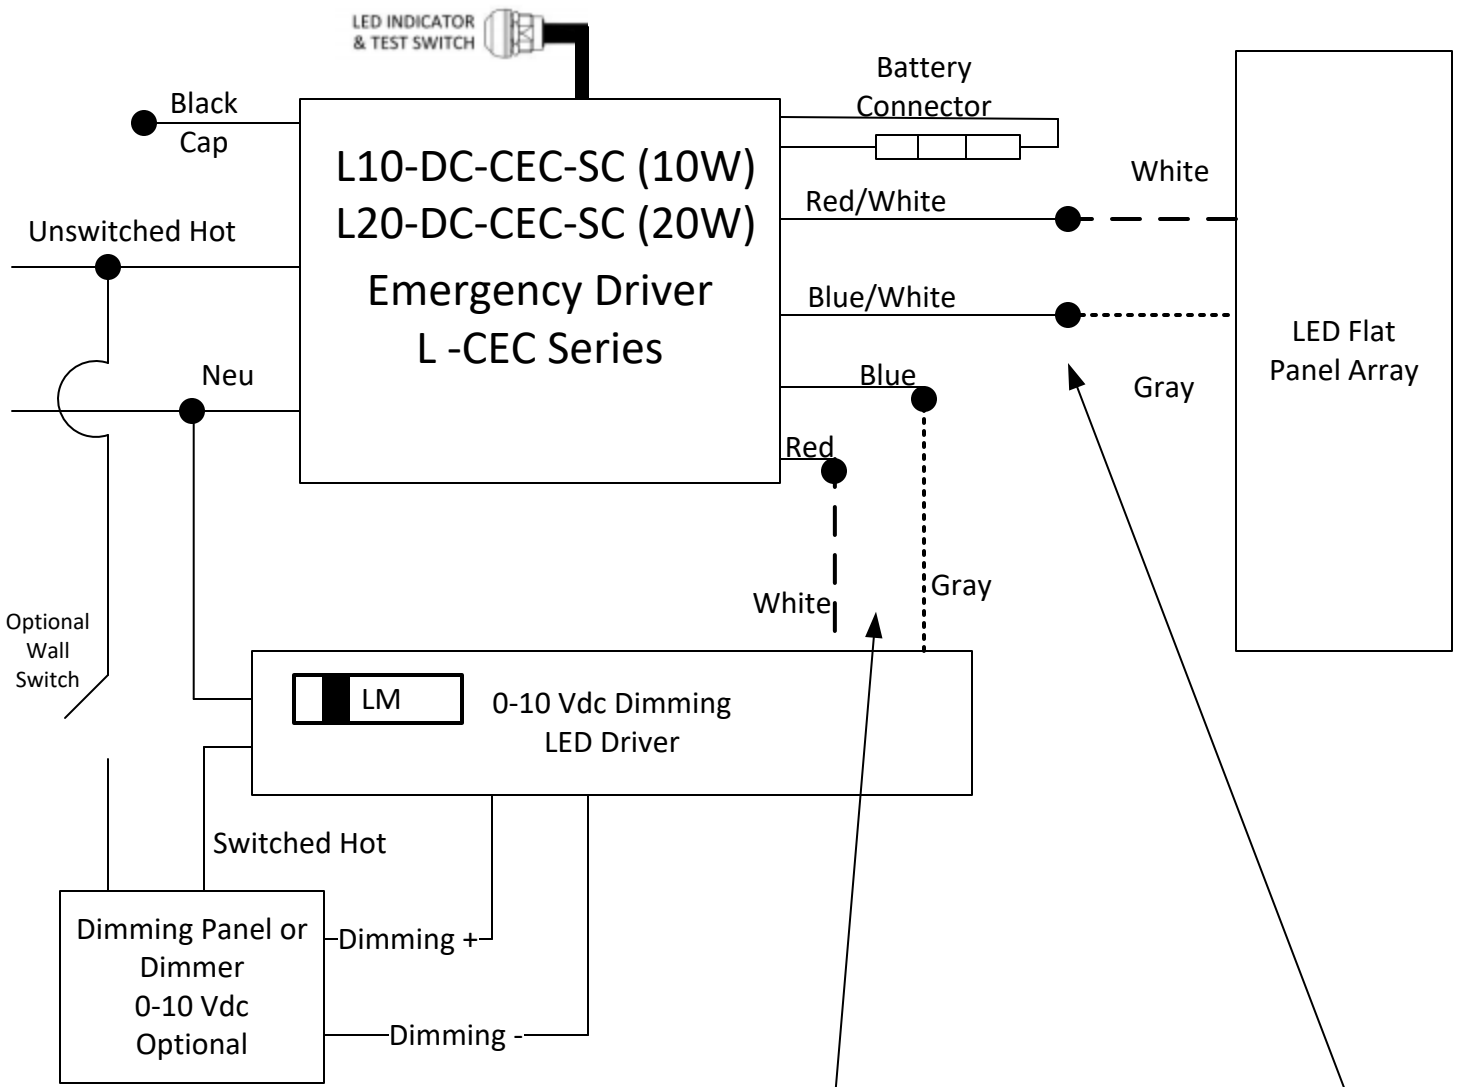 LED INDICATOR
& TEST SWITCH
Battery
Connector
Black
Cap
L10-DC-CEC-SC (10W)
L20-DC-CEC-SC (20W)
Emergency Driver
L -CEC Series
Unswitched Hot
Neu
Red/White
White
Blue/White
Gray
LED Flat
Panel Array
Blue
Red
White
Gray
Optional
Wall
Switch
LM
0-10 Vdc Dimming
LED Driver
Switched Hot
Dimming Panel or
Dimmer
0-10 Vdc
Optional
Dimming +
Dimming -